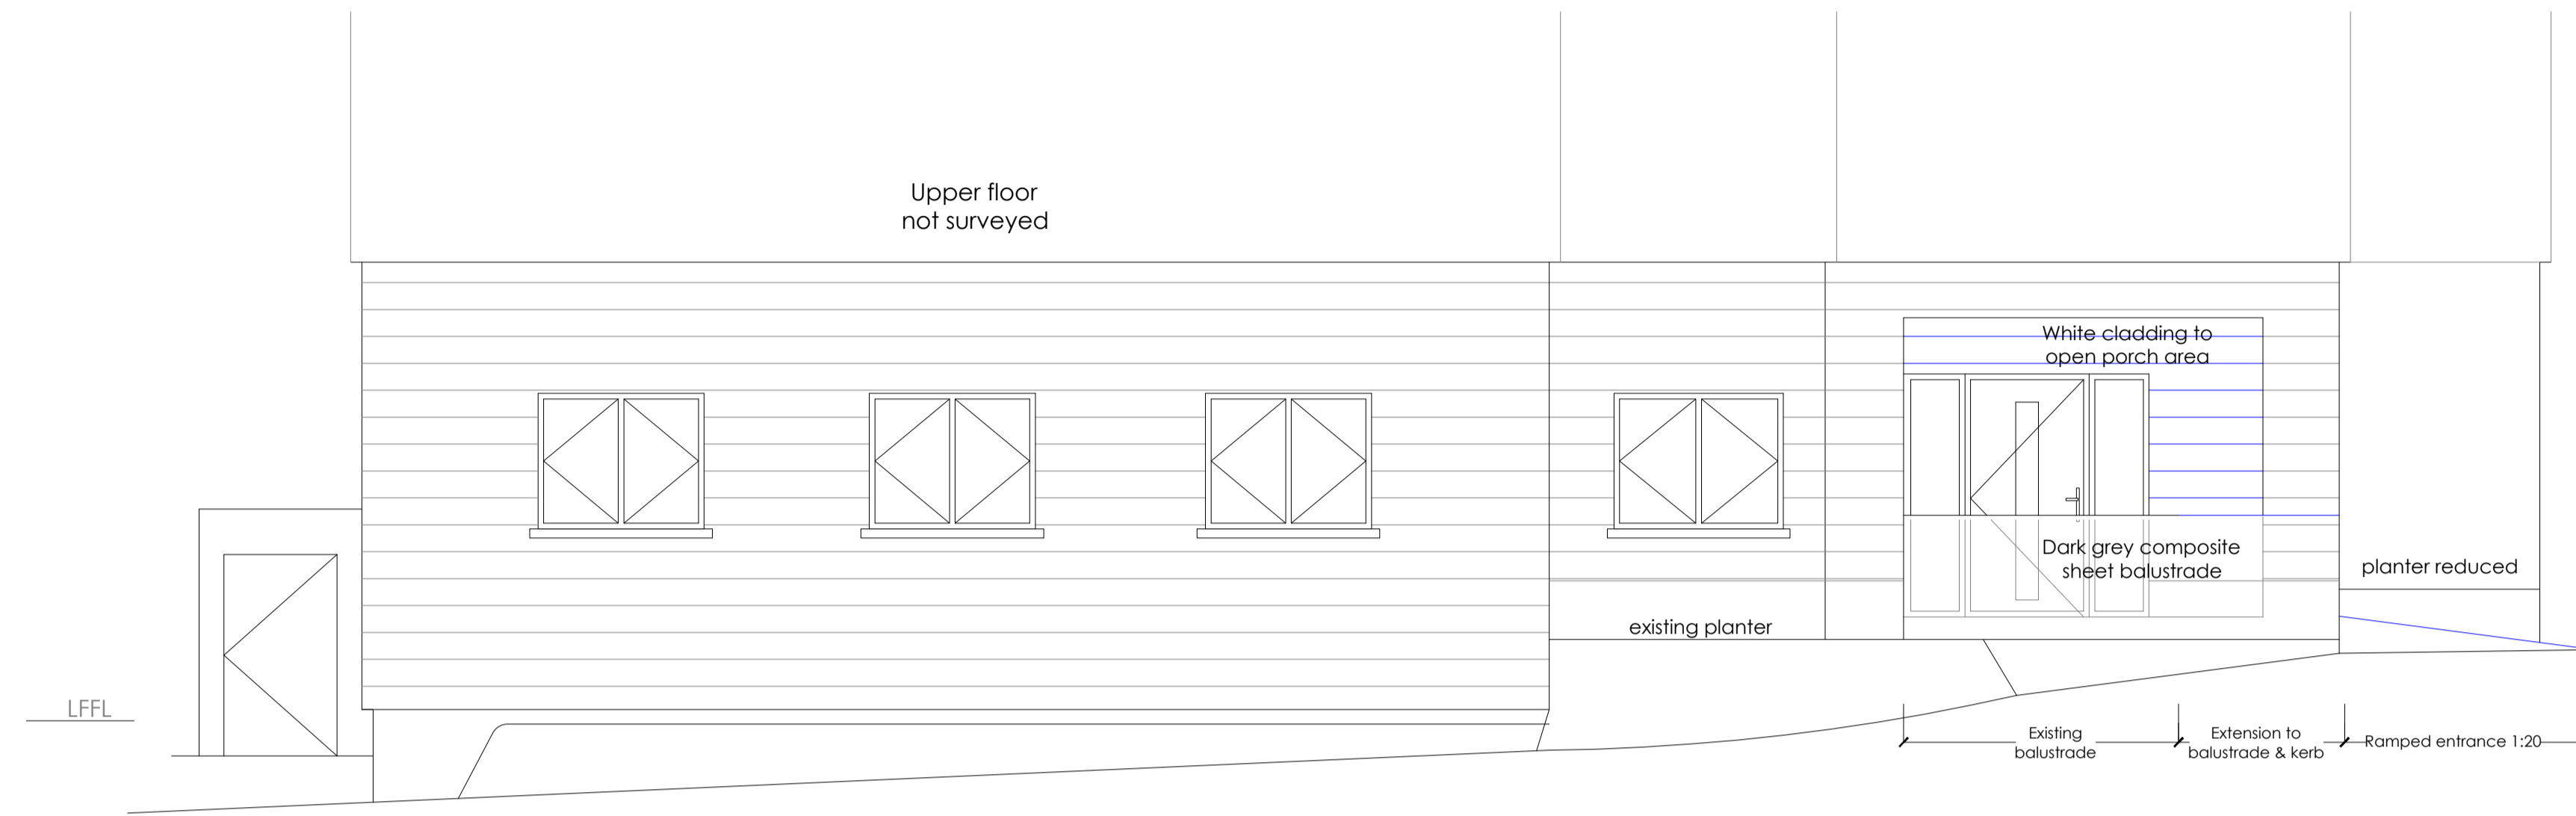 Upper floor
not surveyed
White cladding to
open porch area
Dark grey composite
sheet balustrade
planter reduced
existing planter
LFFL
Existing
balustrade
Extension to
balustrade & kerb
Ramped entrance 1:20